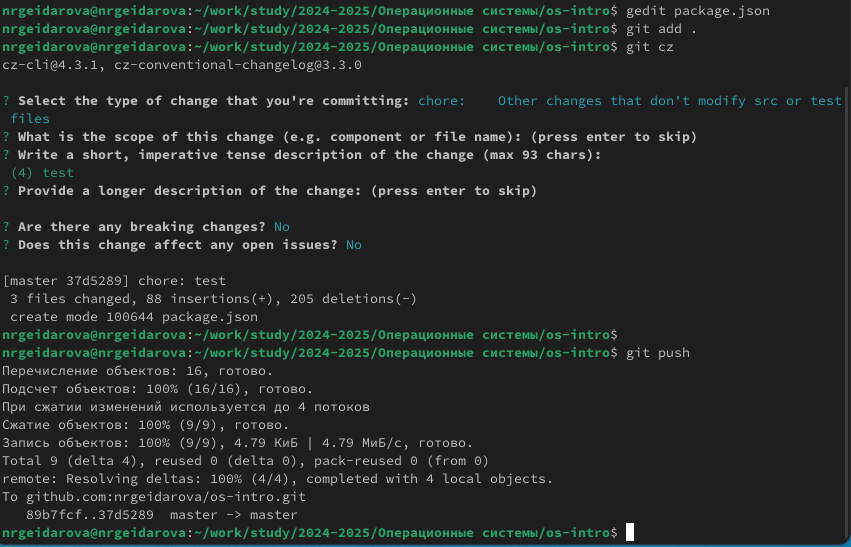 nrgeidarova@nrgeidarova:~/work/study/2024-2025/Операционные системы/os-intro$ gedit package.json
nrgeidarova@nrgeidarova:~/work/study/2024-2025/Операционные системы/os-intro$ git add .
nrgeidarova@nrgeidarova:~/work/study/2024-2025/Операционные системы/os-intro$ git cz
cz-cli@4.3.1, cz-conventional-changelog@3.3.0
? Select the type of change that you're committing: chore:    Other changes that don't modify src or test
 files
? What is the scope of this change (e.g. component or file name): (press enter to skip)
? Write a short, imperative tense description of the change (max 93 chars):
 (4) test
? Provide a longer description of the change: (press enter to skip)
? Are there any breaking changes? No
? Does this change affect any open issues? No
[master 37d5289] chore: test
 3 files changed, 88 insertions(+), 205 deletions(-)
 create mode 100644 package.json
nrgeidarova@nrgeidarova:~/work/study/2024-2025/Операционные системы/os-intro$
nrgeidarova@nrgeidarova:~/work/study/2024-2025/Операционные системы/os-intro$ git push
Перечисление объектов: 16, готово.
Подсчет объектов: 100% (16/16), готово.
При сжатии изменений используется до 4 потоков
Сжатие объектов: 100% (9/9), готово.
Запись объектов: 100% (9/9), 4.79 КиБ | 4.79 МиБ/с, готово.
Total 9 (delta 4), reused 0 (delta 0), pack-reused 0 (from 0)
remote: Resolving deltas: 100% (4/4), completed with 4 local objects.
To github.com:nrgeidarova/os-intro.git
   89b7fcf..37d5289  master -> master
nrgeidarova@nrgeidarova:~/work/study/2024-2025/Операционные системы/os-intro$